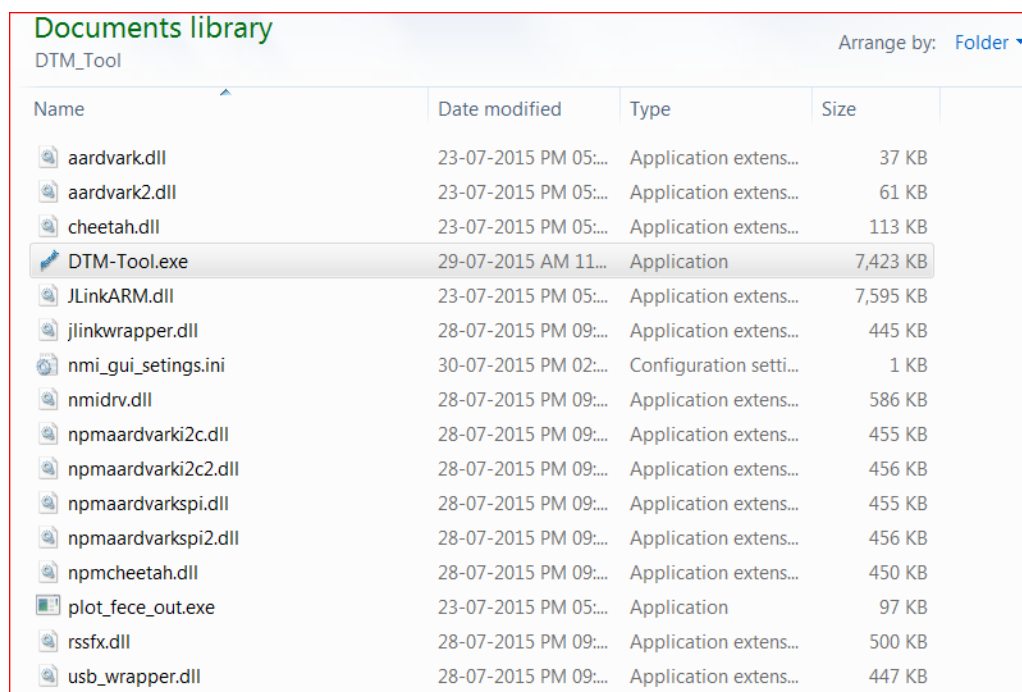 Documents library
DTM_Tool
Arrange by: Folder
Name Date modified Type Size
aardvark.dll 23-07-2015 PM 05:... Application extens... 37 KB
aardvark2.dll 23-07-2015 PM 05:... Application extens... 61 KB
cheetah.dll 23-07-2015 PM 05:... Application extens... 113 KB
DTM-Tool.exe 29-07-2015 AM 11... Application 7,423 KB
JLinkARM.dll 23-07-2015 PM 05:... Application extens... 7,595 KB
jlinkwrapper.dll 28-07-2015 PM 09:... Application extens... 445 KB
nmi_gui_setings.ini 30-07-2015 PM 02:... Configuration setti... 1 KB
nmidrv.dll 28-07-2015 PM 09:... Application extens... 586 KB
npmaardvarki2c.dll 28-07-2015 PM 09:... Application extens... 455 KB
npmaardvarki2c2.dll 28-07-2015 PM 09:... Application extens... 456 KB
npmaardvarkspi.dll 28-07-2015 PM 09:... Application extens... 455 KB
npmaardvarkspi2.dll 28-07-2015 PM 09:... Application extens... 456 KB
npmcheetah.dll 28-07-2015 PM 09:... Application extens... 450 KB
plot_fece_out.exe 23-07-2015 PM 05:... Application 97 KB
rssfx.dll 28-07-2015 PM 09:... Application extens... 500 KB
usb_wrapper.dll 28-07-2015 PM 09:... Application extens... 447 KB